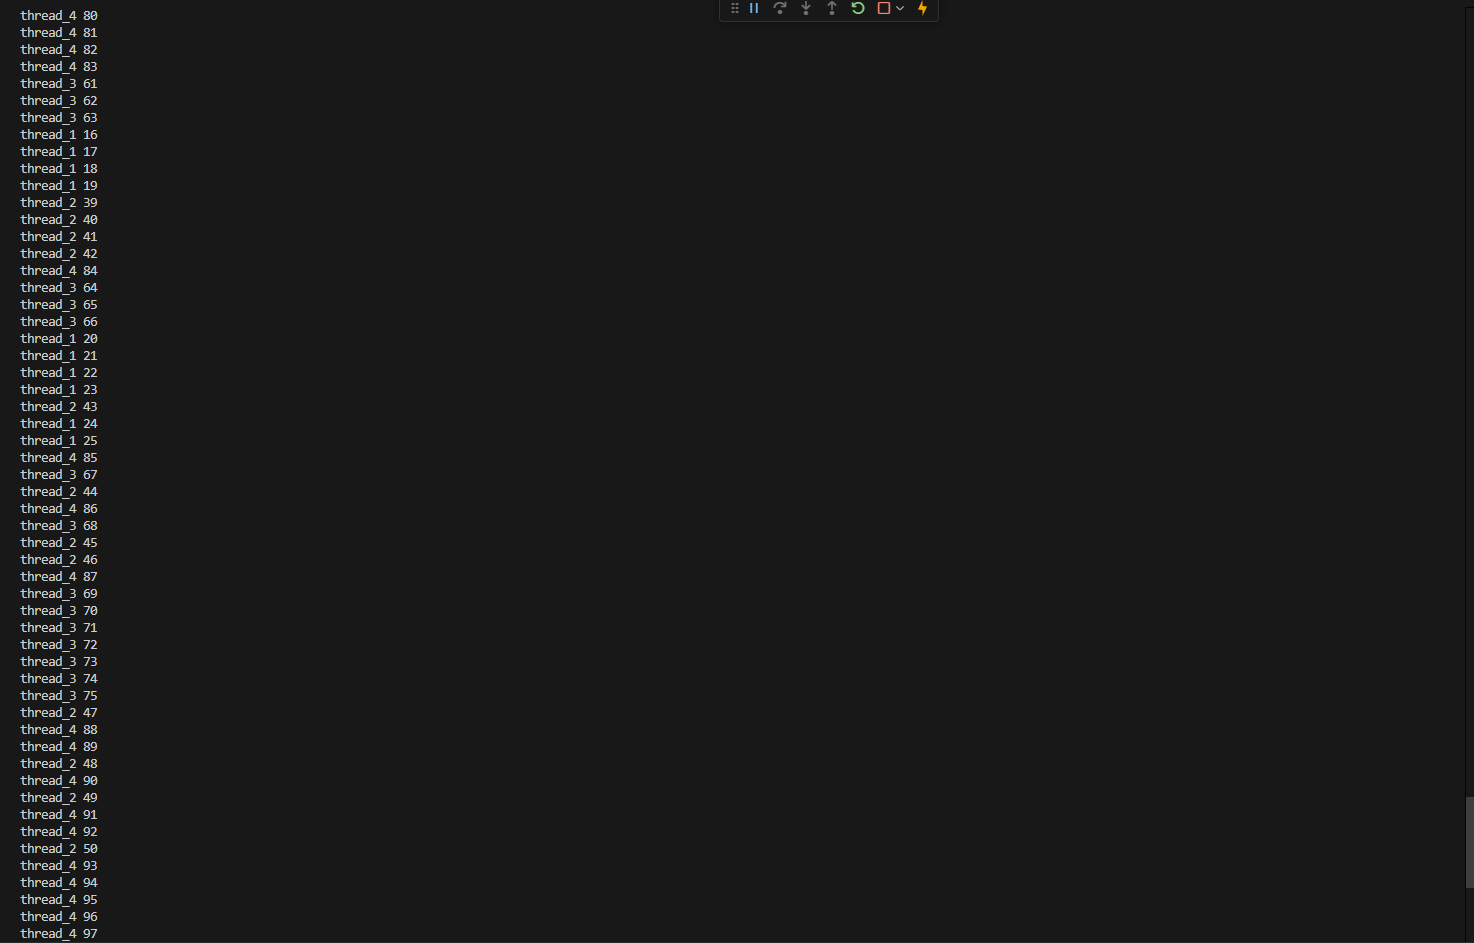 thread_4 80
thread_4 81
thread_4 82
thread_4 83
thread_3 61
thread_3 62
thread_3 63
thread_1 16
thread_1 17
thread_1 18
thread_1 19
thread_2 39
thread_2 40
thread_2 41
thread_2 42
thread_4 84
thread_3 64
thread_3 65
thread_3 66
thread_1 20
thread_1 21
thread_1 22
thread_1 23
thread_2 43
thread_1 24
thread_1 25
thread_4 85
thread_3 67
thread_2 44
thread_4 86
thread_3 68
thread_2 45
thread_2 46
thread_4 87
thread_3 69
thread_3 70
thread_3 71
thread_3 72
thread_3 73
thread_3 74
thread_3 75
thread_2 47
thread_4 88
thread_4 89
thread_2 48
thread_4 90
thread_2 49
thread_4 91
thread_4 92
thread_2 50
thread_4 93
thread_4 94
thread_4 95
thread_4 96
thread_4 97